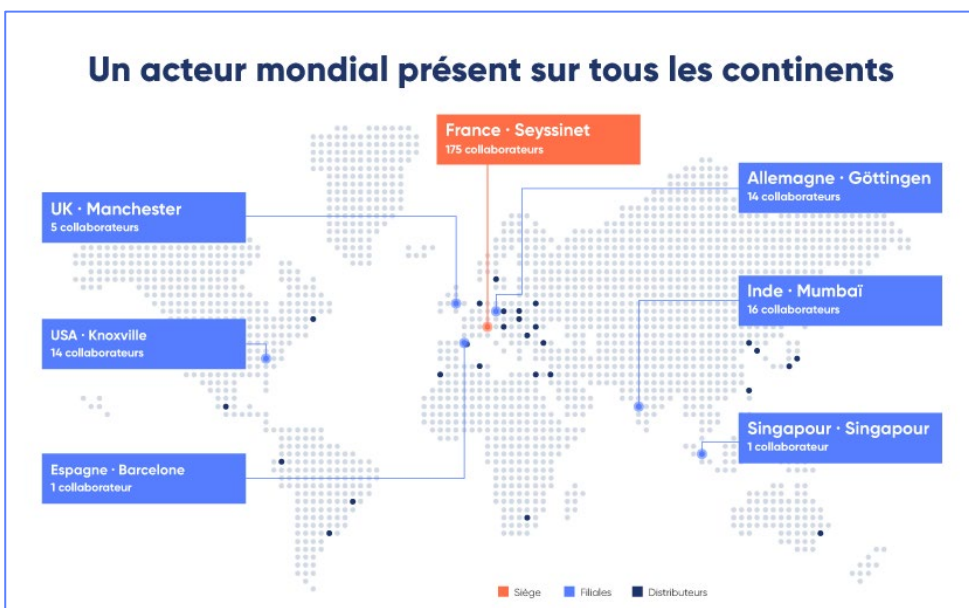 Un acteur mondial présent sur tous les continents
France · Seyssinet
175 collaborateurs
Allemagne · Göttingen
14 collaborateurs
UK · Manchester
5 collaborateurs
Inde · Mumbaï
16 collaborateurs
USA · Knoxville
14 collaborateurs
Singapour · Singapour
1 collaborateur
Espagne · Barcelone
1 collaborateur
Siège
Filiales
Distributeurs